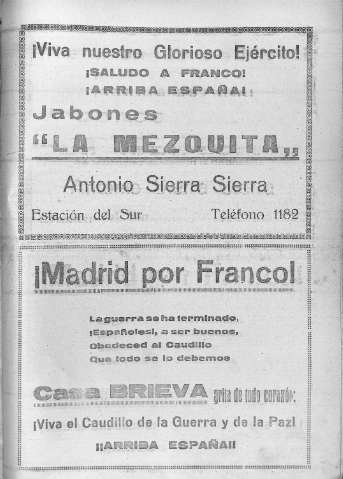 ¡Viva nuestro Glorioso Ejército!
¡SALUDO A FRANCO!
¡ARRIBA ESPAÑA!
Jabones
“LA MEZQUITA„
Antonio Sierra Sierra
Estación del Sur Teléfono 1182
¡Madrid por Franco!
La guerra se ha terminado,
¡Españoles!, a ser buenos,
Obedeced al Caudillo
Que todo se lo debemos
Casa BRIEVA grita de todo corazón:
¡Viva el Caudillo de la Guerra y de la Paz!
¡¡ARRIBA ESPAÑA!!